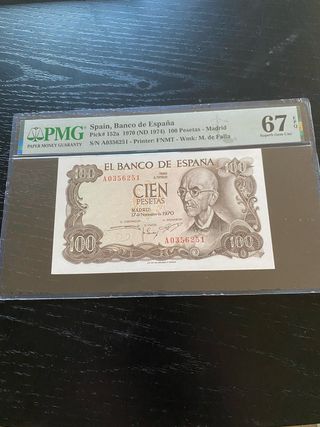 PMG
PAPER MONEY GUARANTY
Spain, Banco de España
Pick# 152a 1970 (ND 1974) 100 Pesetas - Madrid
S/N A0356251 - Printer: FNMT - Wmk: M. de Falla
67 EPQ
Superb Gem Unc
EL BANCO DE ESPAÑA
100
100
A0356251
CIEN
PESETAS
MADRID
17 de Noviembre de 1970
A0356251
100
100